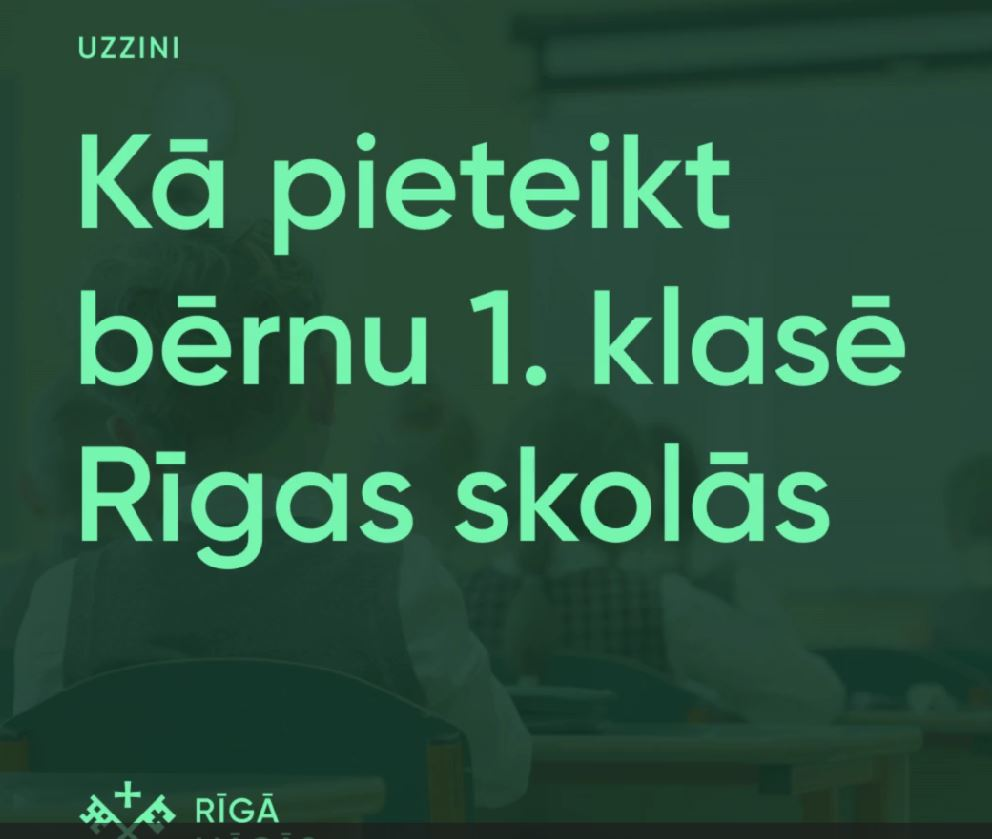 UZZINI
Kā pieteikt
bērnu 1. klasē
Rīgas skolās
RĪGĀ